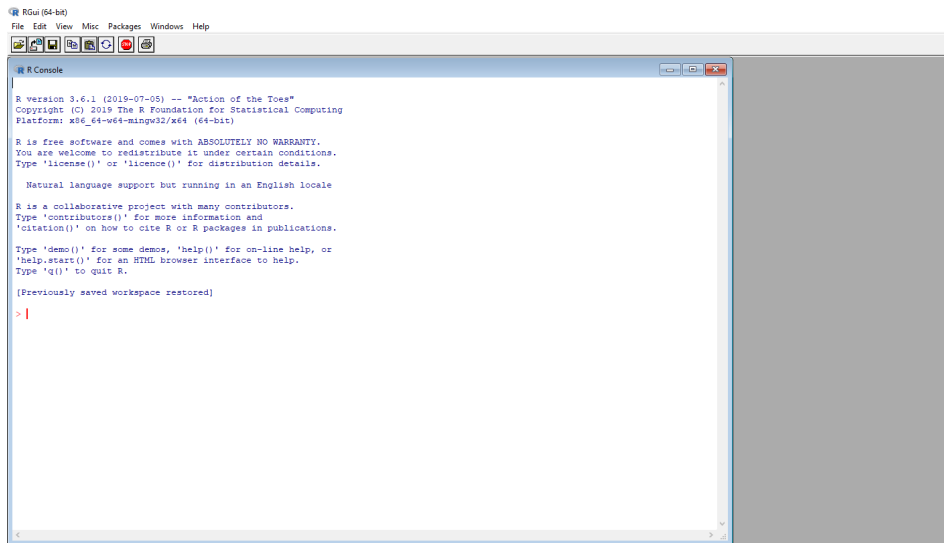 RGui (64-bit)
File Edit View Misc Packages Windows Help
STOP
R Console
R version 3.6.1 (2019-07-05) -- "Action of the Toes"
Copyright (C) 2019 The R Foundation for Statistical Computing
Platform: x86_64-w64-mingw32/x64 (64-bit)
R is free software and comes with ABSOLUTELY NO WARRANTY.
You are welcome to redistribute it under certain conditions.
Type 'license()' or 'licence()' for distribution details.
Natural language support but running in an English locale
R is a collaborative project with many contributors.
Type 'contributors()' for more information and
'citation()' on how to cite R or R packages in publications.
Type 'demo()' for some demos, 'help()' for on-line help, or
'help.start()' for an HTML browser interface to help.
Type 'q()' to quit R.
[Previously saved workspace restored]
>